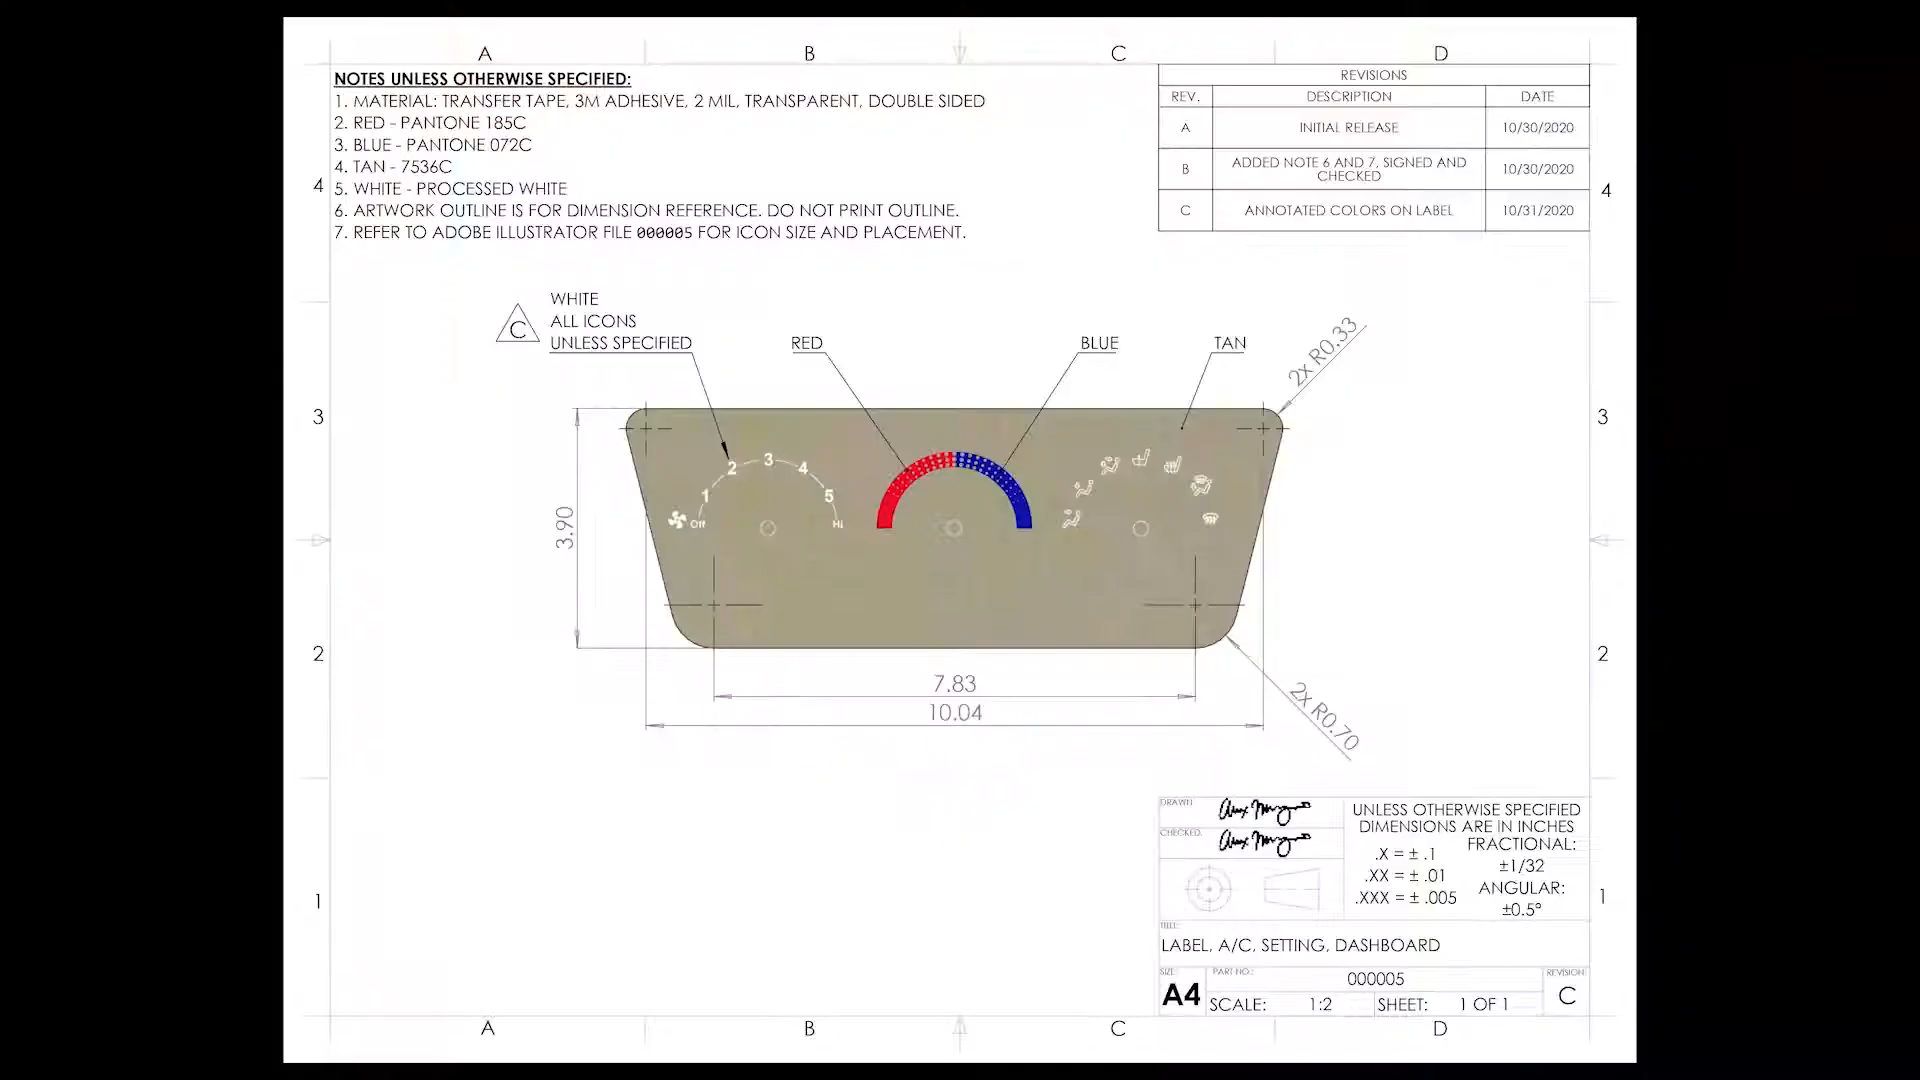 A B C D
NOTES UNLESS OTHERWISE SPECIFIED:
1. MATERIAL: TRANSFER TAPE, 3M ADHESIVE, 2 MIL, TRANSPARENT, DOUBLE SIDED
2. RED - PANTONE 185C
3. BLUE - PANTONE 072C
4. TAN - 7536C
5. WHITE - PROCESSED WHITE
6. ARTWORK OUTLINE IS FOR DIMENSION REFERENCE. DO NOT PRINT OUTLINE.
7. REFER TO ADOBE ILLUSTRATOR FILE 000005 FOR ICON SIZE AND PLACEMENT.
REVISIONS
REV. DESCRIPTION DATE
A INITIAL RELEASE 10/30/2020
B ADDED NOTE 6 AND 7, SIGNED AND
CHECKED 10/30/2020
C ANNOTATED COLORS ON LABEL 10/31/2020
4 4
C
WHITE
ALL ICONS
UNLESS SPECIFIED
RED
BLUE
TAN
2x R0.33
3 3
Off 1 2 3 4 5 Hi
3.90
7.83
10.04
2x R0.70
2 2
DRAWN
CHECKED
UNLESS OTHERWISE SPECIFIED
DIMENSIONS ARE IN INCHES
.X = ± .1
.XX = ± .01
.XXX = ± .005
FRACTIONAL:
±1/32
ANGULAR:
±0.5°
1 1
LABEL, A/C, SETTING, DASHBOARD
SIZE:
A4
PART NO.:
000005
REVISION
C
SCALE: 1:2 SHEET: 1 OF 1
A B C D